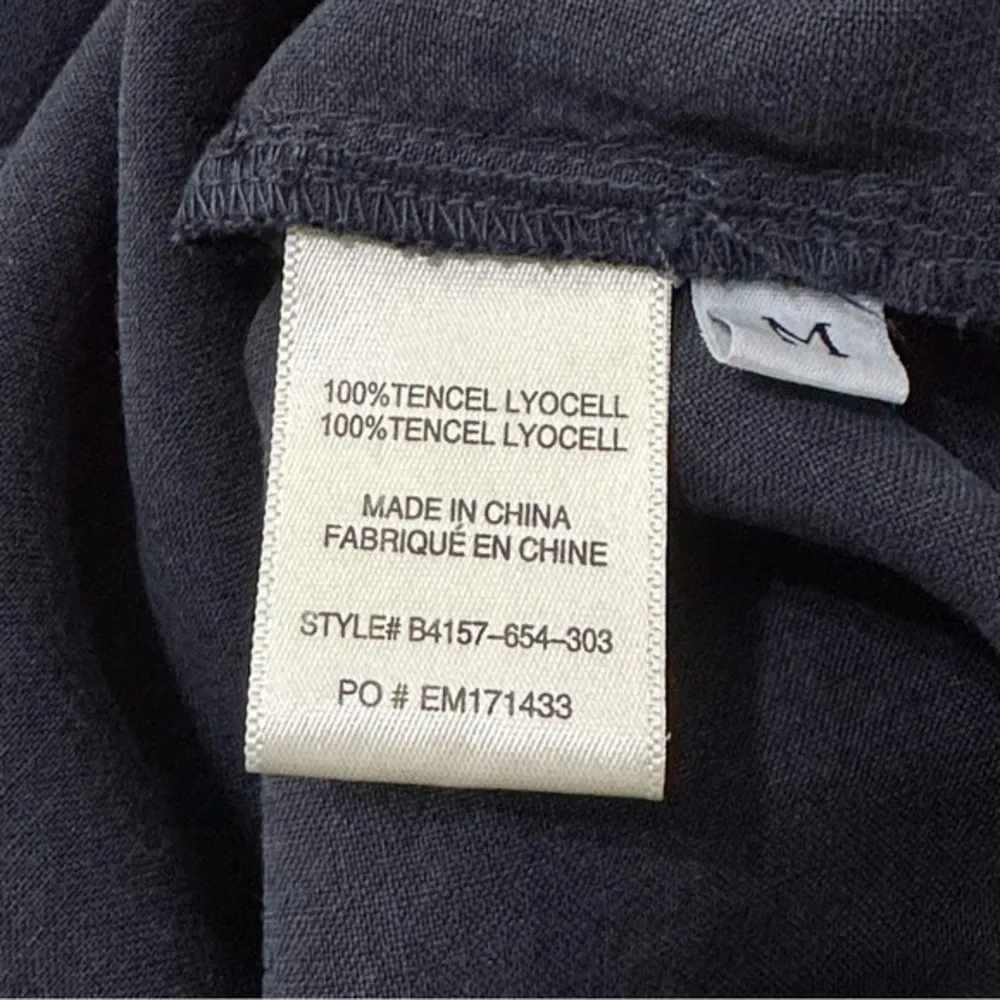 100%TENCEL LYOCELL
100%TENCEL LYOCELL
MADE IN CHINA
FABRIQUÉ EN CHINE
STYLE# B4157-654-303
PO # EM171433
M